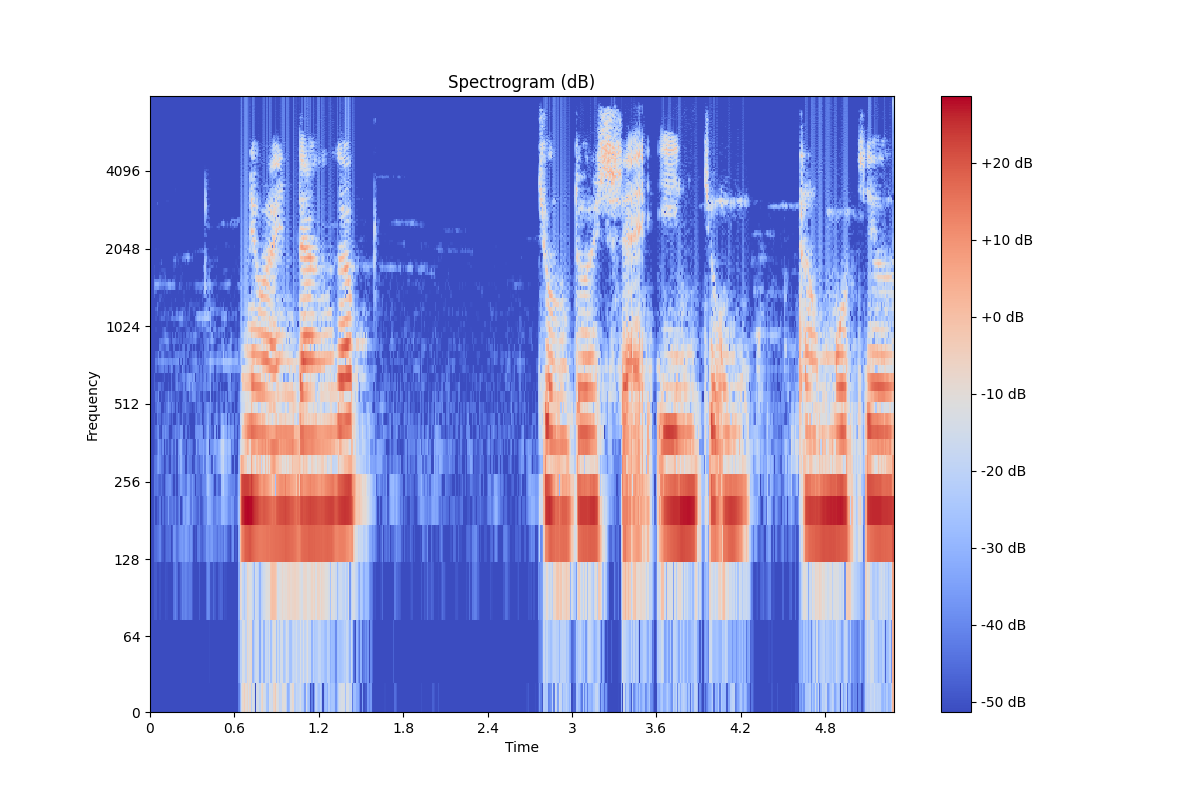 Spectrogram (dB)
Frequency
4096
2048
1024
512
256
128
64
0
0 0.6 1.2 1.8 2.4 3 3.6 4.2 4.8
Time
+20 dB
+10 dB
+0 dB
-10 dB
-20 dB
-30 dB
-40 dB
-50 dB